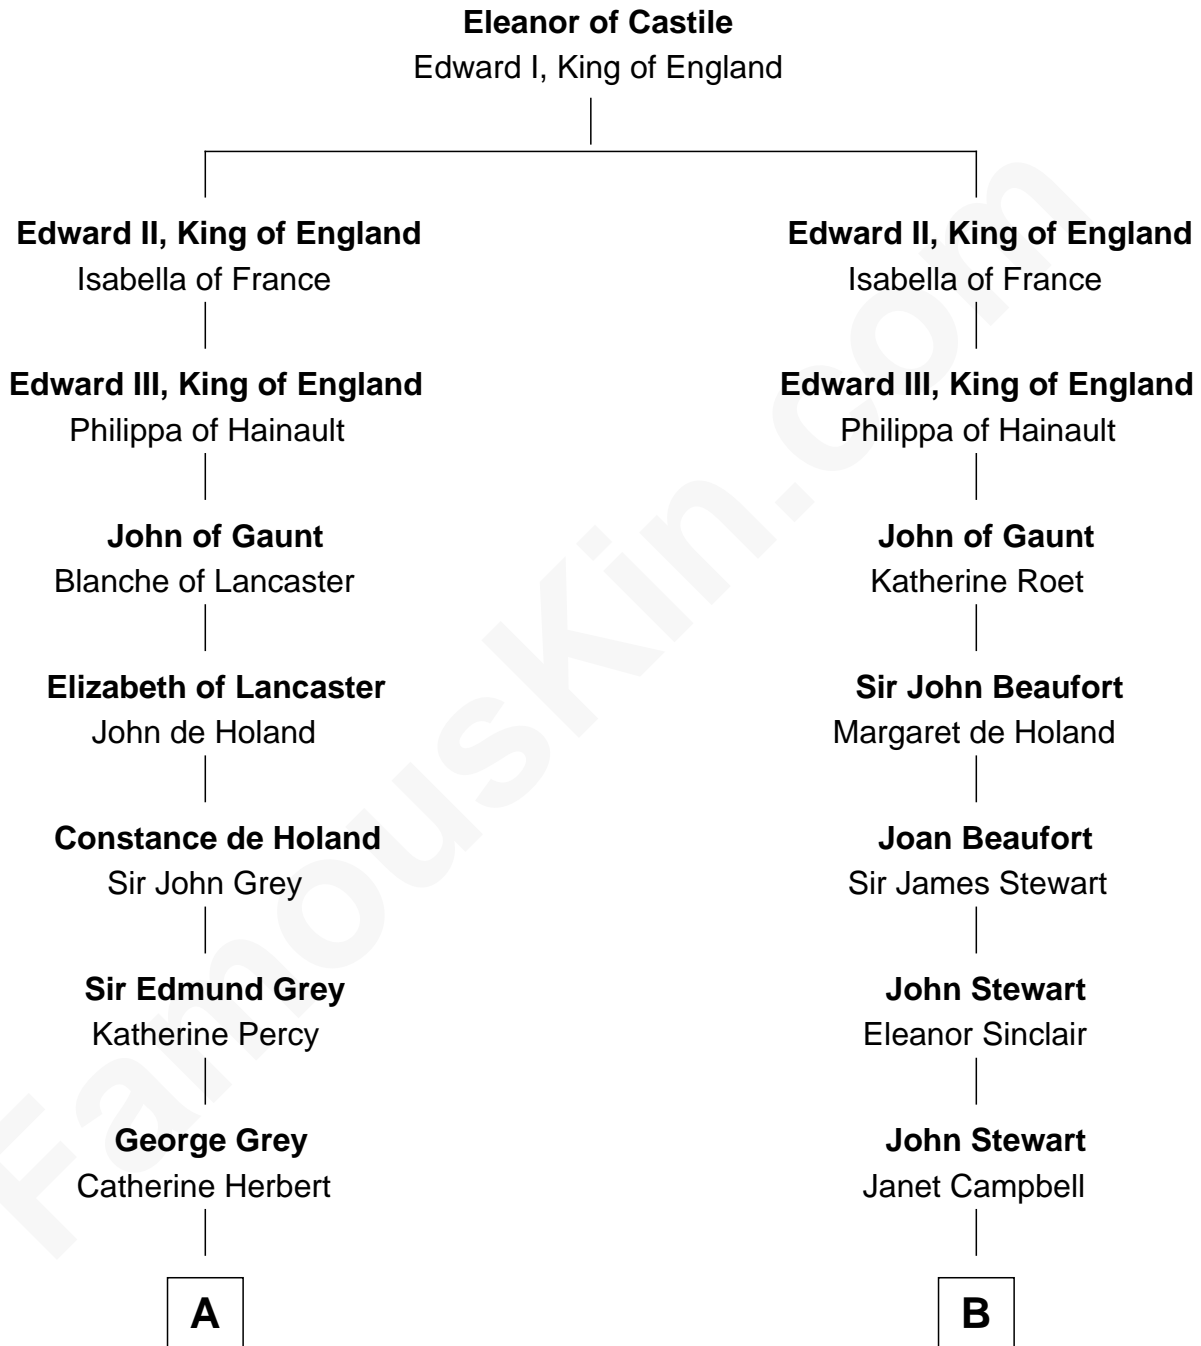 Eleanor of Castile
Edward I, King of England
Edward II, King of England
Isabella of France
Edward III, King of England
Philippa of Hainault
John of Gaunt
Blanche of Lancaster
Elizabeth of Lancaster
John de Holand
Constance de Holand
Sir John Grey
Sir Edmund Grey
Katherine Percy
George Grey
Catherine Herbert
A
Edward II, King of England
Isabella of France
Edward III, King of England
Philippa of Hainault
John of Gaunt
Katherine Roet
Sir John Beaufort
Margaret de Holand
Joan Beaufort
Sir James Stewart
John Stewart
Eleanor Sinclair
John Stewart
Janet Campbell
B
FamousKin.com